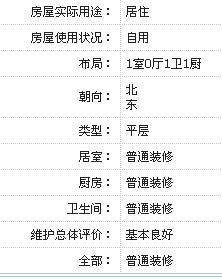 房屋实际用途： 居住
房屋使用状况： 自用
布局： 1室0厅1卫1厨
朝向： 北
东
类型： 平层
居室： 普通装修
厨房： 普通装修
卫生间： 普通装修
维护总体评价： 基本良好
全部： 普通装修